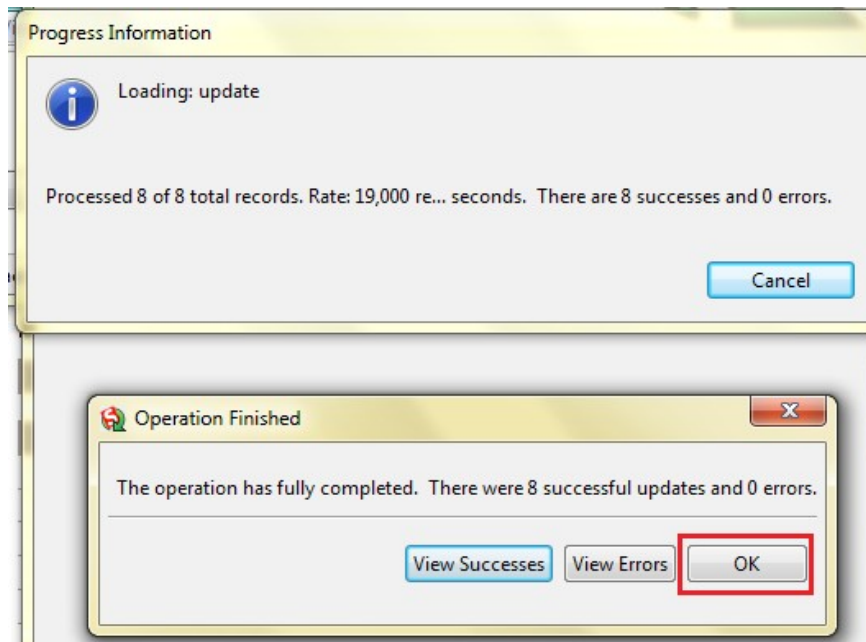 Progress Information
Loading: update
Processed 8 of 8 total records. Rate: 19,000 re... seconds.  There are 8 successes and 0 errors.
Cancel
Operation Finished
The operation has fully completed.  There were 8 successful updates and 0 errors.
View Successes View Errors OK